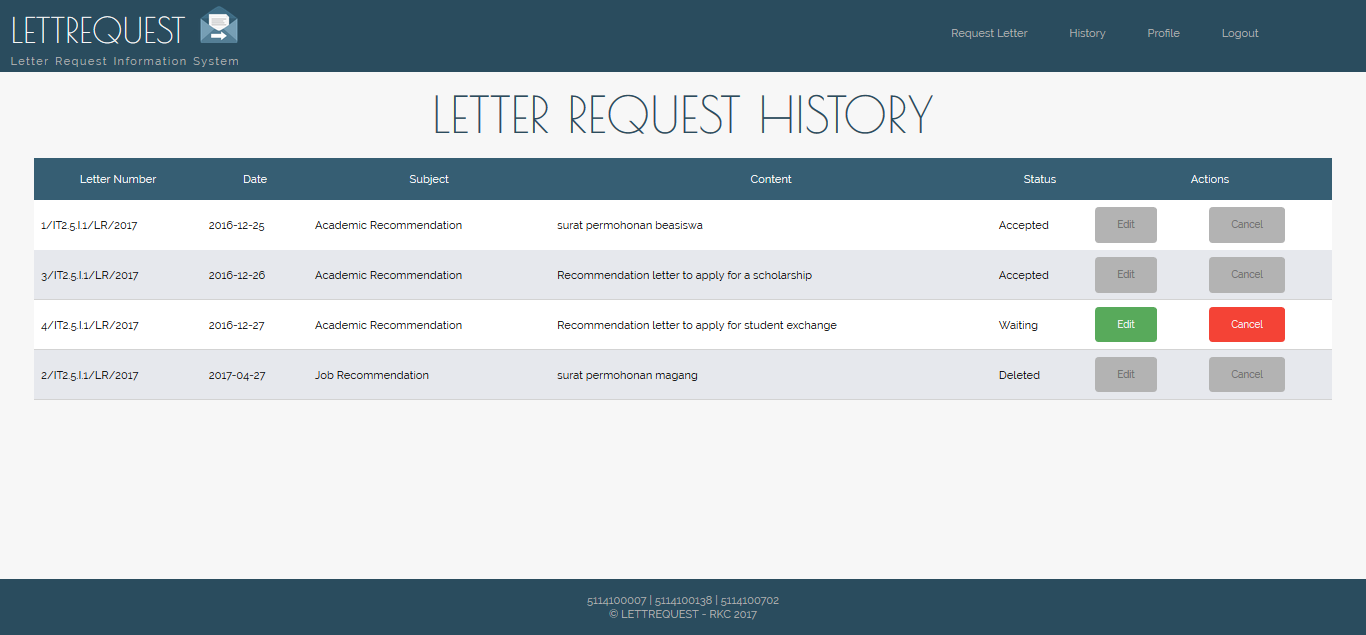 LETTREQUEST
Letter Request Information System
Request Letter History Profile Logout
LETTER REQUEST HISTORY
Letter Number Date Subject Content Status Actions
1/IT2.5.I.1/LR/2017 2016-12-25 Academic Recommendation surat permohonan beasiswa Accepted Edit Cancel
3/IT2.5.I.1/LR/2017 2016-12-26 Academic Recommendation Recommendation letter to apply for a scholarship Accepted Edit Cancel
4/IT2.5.I.1/LR/2017 2016-12-27 Academic Recommendation Recommendation letter to apply for student exchange Waiting Edit Cancel
2/IT2.5.I.1/LR/2017 2017-04-27 Job Recommendation surat permohonan magang Deleted Edit Cancel
5114100007 | 5114100138 | 5114100702
© LETTREQUEST - RKC 2017